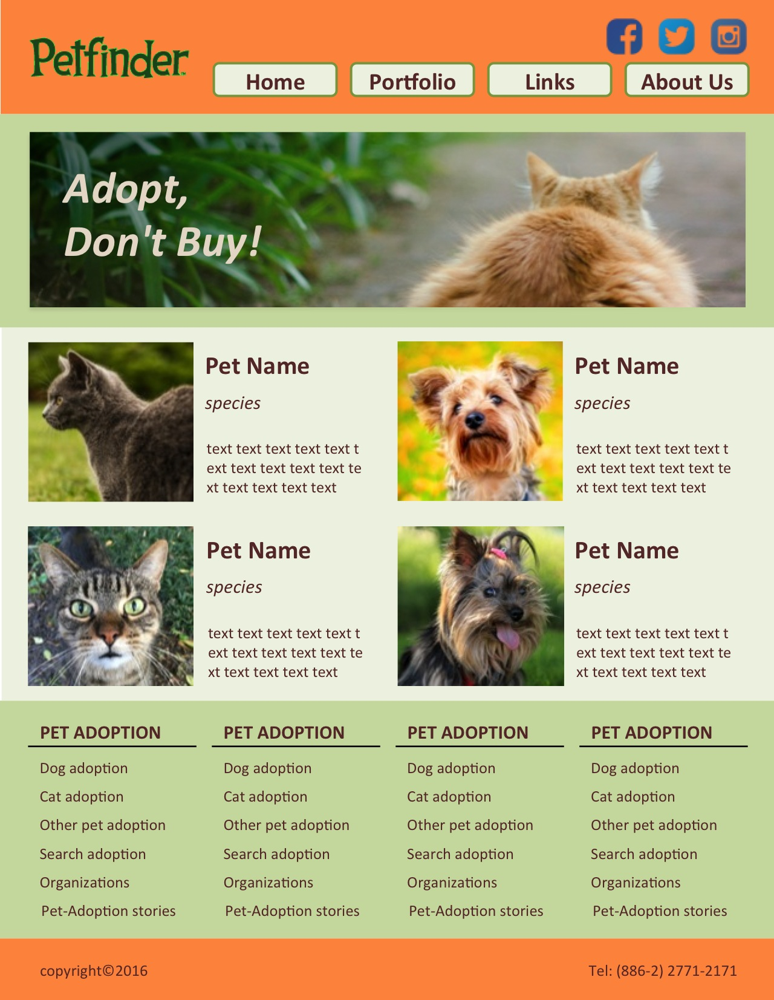 Petfinder
Home
Portfolio
Links
About Us
Adopt,
Don't Buy!
Pet Name
species
text text text text text t
ext text text text text te
xt text text text text
Pet Name
species
text text text text text t
ext text text text text te
xt text text text text
Pet Name
species
text text text text text t
ext text text text text te
xt text text text text
Pet Name
species
text text text text text t
ext text text text text te
xt text text text text
PET ADOPTION
Dog adoption
Cat adoption
Other pet adoption
Search adoption
Organizations
Pet-Adoption stories
PET ADOPTION
Dog adoption
Cat adoption
Other pet adoption
Search adoption
Organizations
Pet-Adoption stories
PET ADOPTION
Dog adoption
Cat adoption
Other pet adoption
Search adoption
Organizations
Pet-Adoption stories
PET ADOPTION
Dog adoption
Cat adoption
Other pet adoption
Search adoption
Organizations
Pet-Adoption stories
copyright©2016
Tel: (886-2) 2771-2171